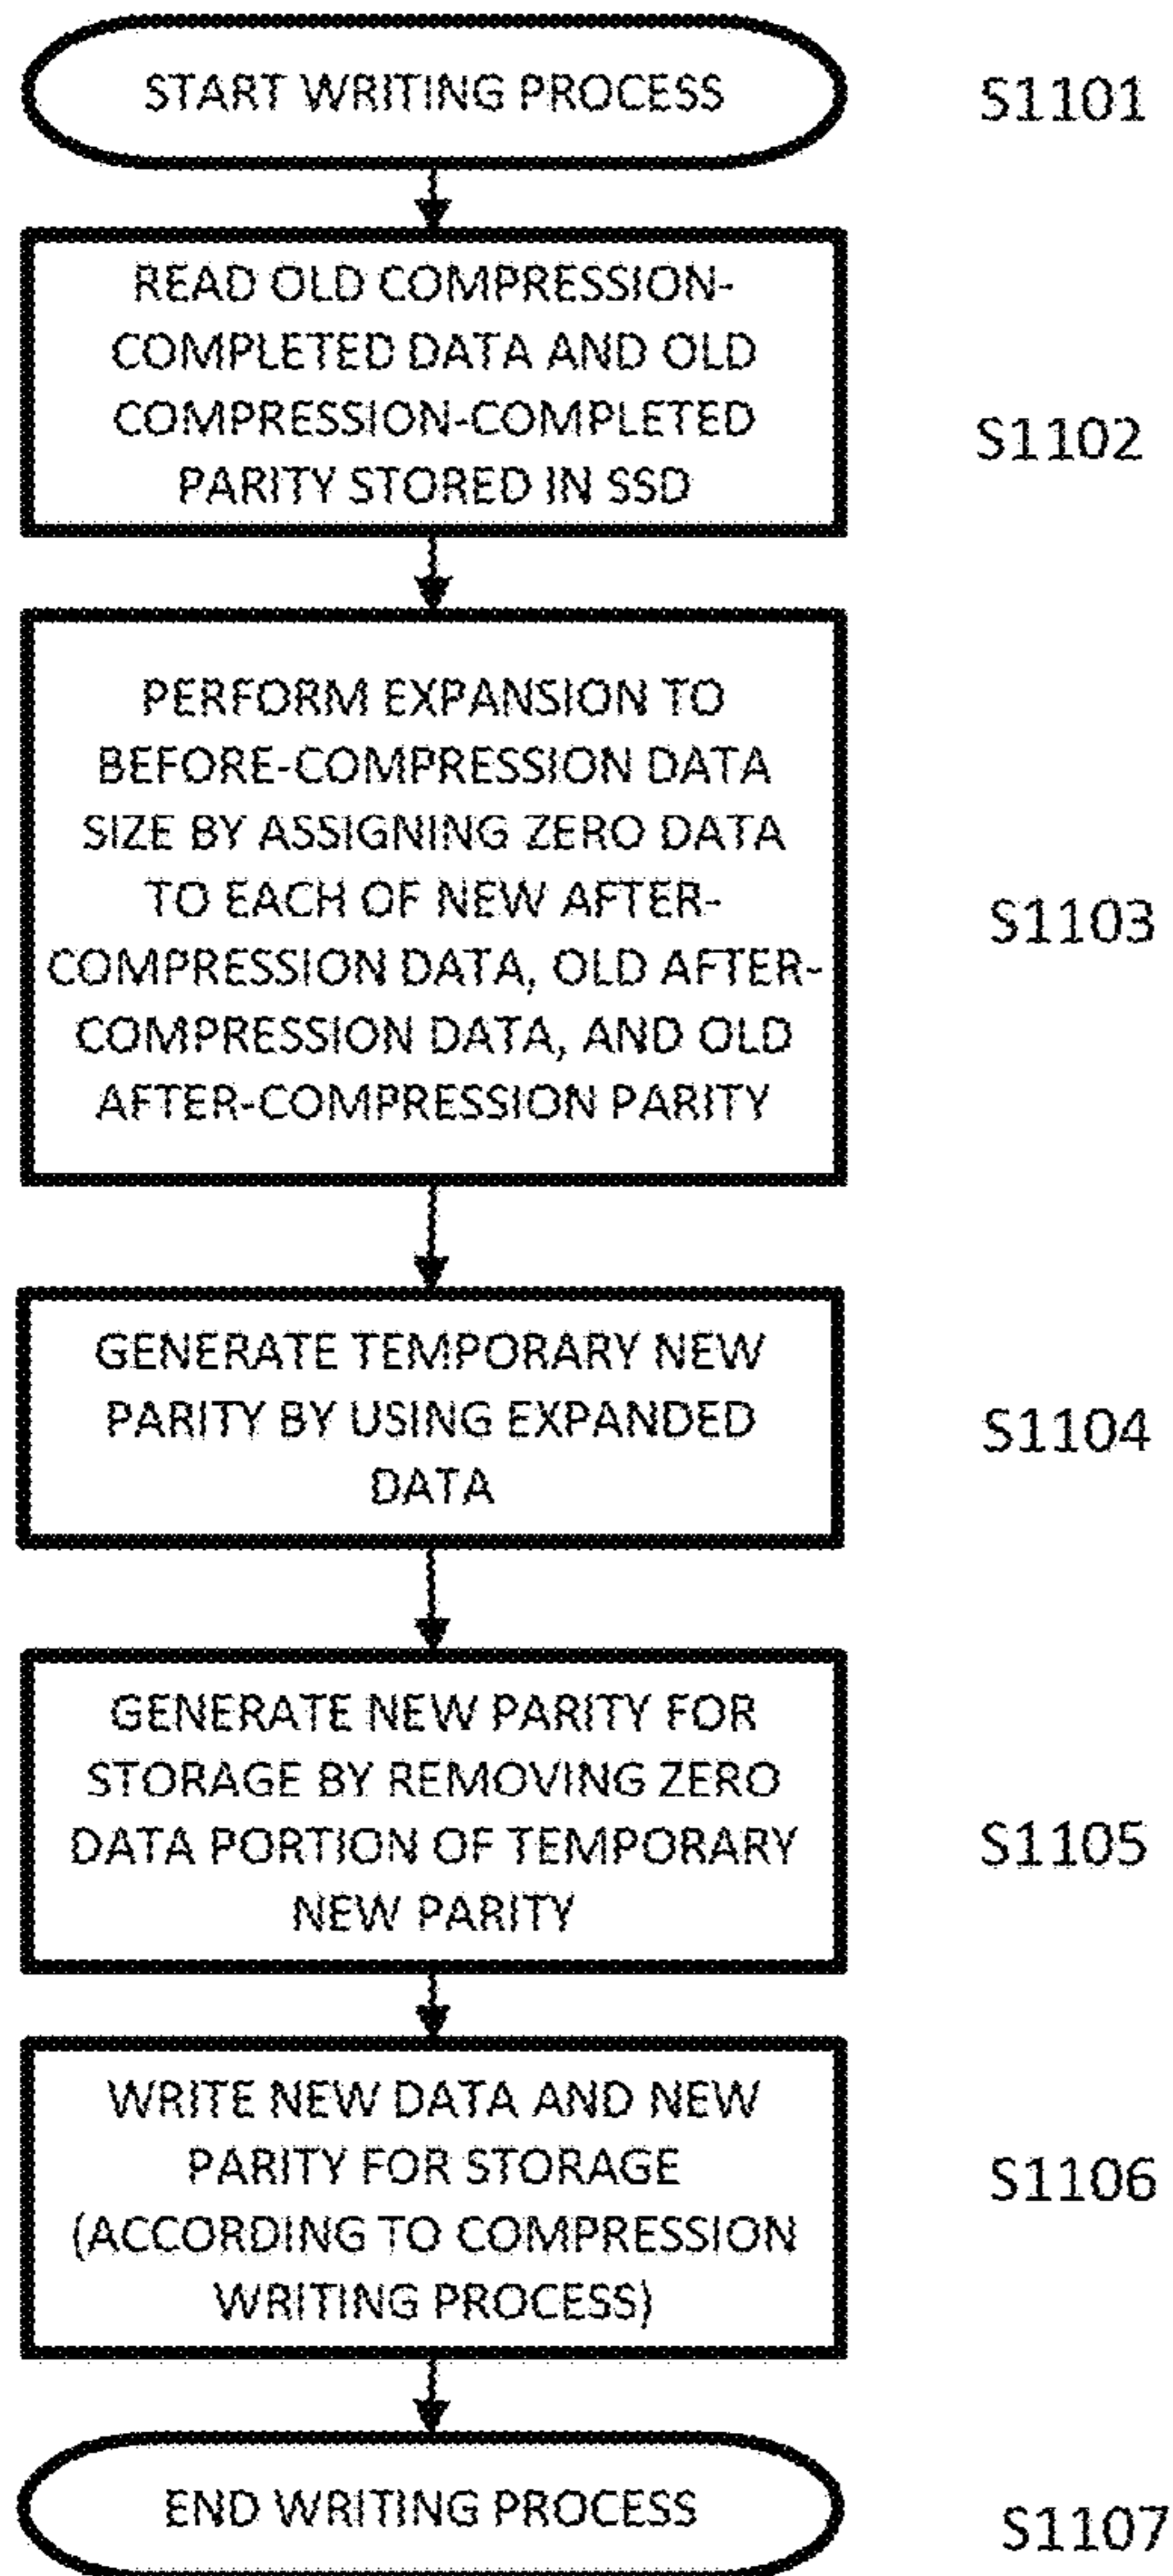 START WRITING PROCESS
S1101
READ OLD COMPRESSION-
COMPLETED DATA AND OLD
COMPRESSION-COMPLETED
PARITY STORED IN SSD
S1102
PERFORM EXPANSION TO
BEFORE-COMPRESSION DATA
SIZE BY ASSIGNING ZERO DATA
TO EACH OF NEW AFTER-
COMPRESSION DATA, OLD AFTER-
COMPRESSION DATA, AND OLD
AFTER-COMPRESSION PARITY
S1103
GENERATE TEMPORARY NEW
PARITY BY USING EXPANDED
DATA
S1104
GENERATE NEW PARITY FOR
STORAGE BY REMOVING ZERO
DATA PORTION OF TEMPORARY
NEW PARITY
S1105
WRITE NEW DATA AND NEW
PARITY FOR STORAGE
(ACCORDING TO COMPRESSION
WRITING PROCESS)
S1106
END WRITING PROCESS
S1107